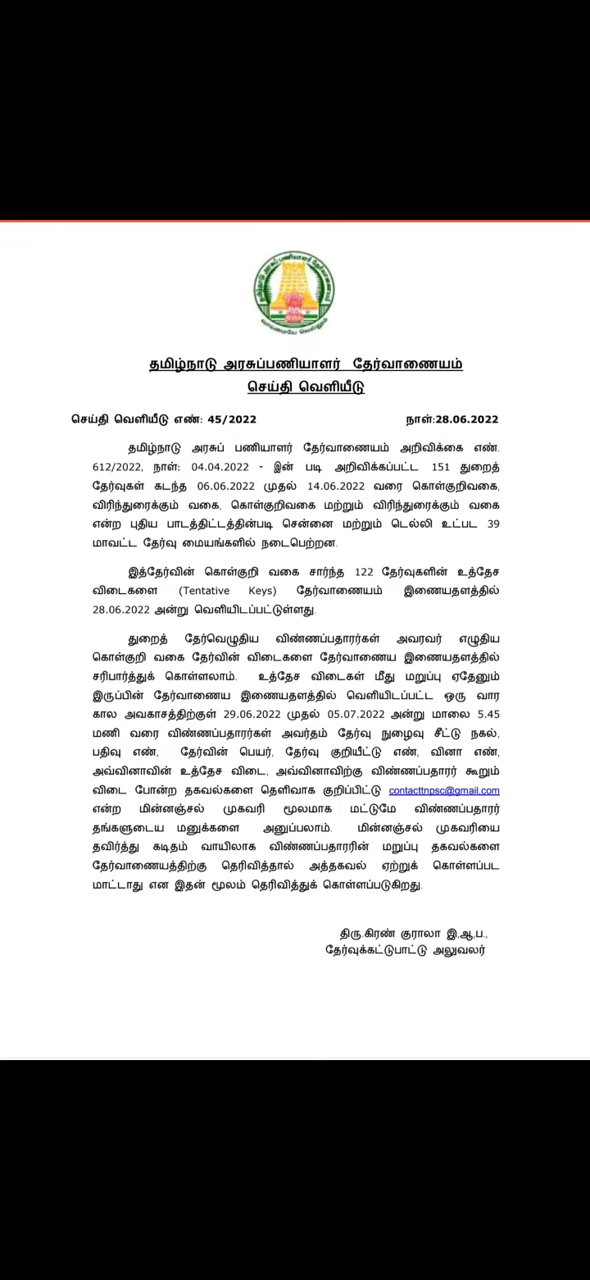 தமிழ்நாடு அரசுப்பணியாளர் தேர்வாணையம்
செய்தி வெளியீடு
செய்தி வெளியீடு எண்: 45/2022 நாள்:28.06.2022
தமிழ்நாடு அரசுப் பணியாளர் தேர்வாணையம் அறிவிக்கை எண்.
612/2022, நாள்: 04.04.2022 - இன் படி அறிவிக்கப்பட்ட 151 துறைத்
தேர்வுகள் கடந்த 06.06.2022 முதல் 14.06.2022 வரை கொள்குறிவகை,
விரிந்துரைக்கும் வகை, கொள்குறிவகை மற்றும் விரிந்துரைக்கும் வகை
என்ற புதிய பாடத்திட்டத்தின்படி சென்னை மற்றும் டெல்லி உட்பட 39
மாவட்ட தேர்வு மையங்களில் நடைபெற்றன.
இத்தேர்வின் கொள்குறி வகை சார்ந்த 122 தேர்வுகளின் உத்தேச
விடைகளை (Tentative Keys) தேர்வாணையம் இணையதளத்தில்
28.06.2022 அன்று வெளியிடப்பட்டுள்ளது.
துறைத் தேர்வெழுதிய விண்ணப்பதாரர்கள் அவரவர் எழுதிய
கொள்குறி வகை தேர்வின் விடைகளை தேர்வாணைய இணையதளத்தில்
சரிபார்த்துக் கொள்ளலாம். உத்தேச விடைகள் மீது மறுப்பு ஏதேனும்
இருப்பின் தேர்வாணைய இணையதளத்தில் வெளியிடப்பட்ட ஒரு வார
கால அவகாசத்திற்குள் 29.06.2022 முதல் 05.07.2022 அன்று மாலை 5.45
மணி வரை விண்ணப்பதாரர்கள் அவர்தம் தேர்வு நுழைவு சீட்டு நகல்,
பதிவு எண், தேர்வின் பெயர், தேர்வு குறியீட்டு எண், வினா எண்,
அவ்வினாவின் உத்தேச விடை, அவ்வினாவிற்கு விண்ணப்பதாரர் கூறும்
விடை போன்ற தகவல்களை தெளிவாக குறிப்பிட்டு contacttnpsc@gmail.com
என்ற மின்னஞ்சல் முகவரி மூலமாக மட்டுமே விண்ணப்பதாரர்
தங்களுடைய மனுக்களை அனுப்பலாம். மின்னஞ்சல் முகவரியை
தவிர்த்து கடிதம் வாயிலாக விண்ணப்பதாரரின் மறுப்பு தகவல்களை
தேர்வாணையத்திற்கு தெரிவித்தால் அத்தகவல் ஏற்றுக் கொள்ளப்பட
மாட்டாது என இதன் மூலம் தெரிவித்துக் கொள்ளப்படுகிறது.
திரு.கிரண் குராலா இ.ஆ.ப.,
தேர்வுக்கட்டுபாட்டு அலுவலர்